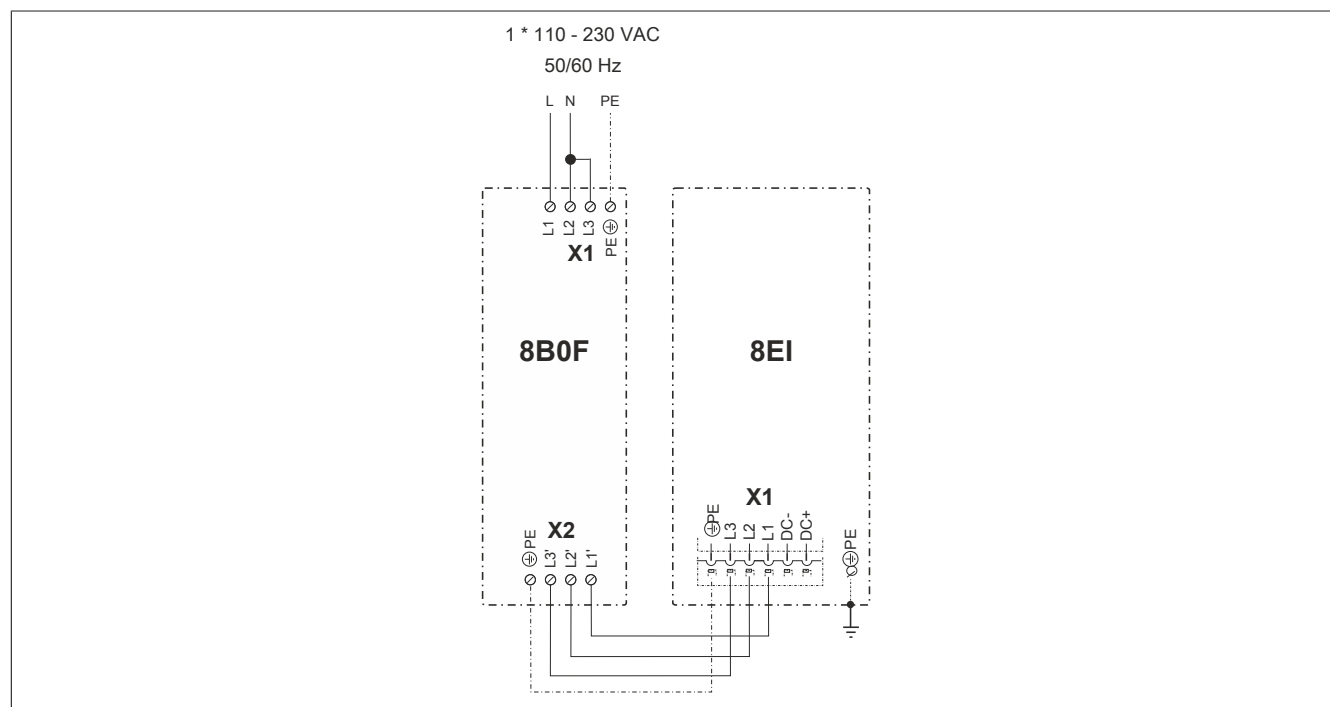 1 * 110 - 230 VAC
50/60 Hz
L N PE
L1 L2 L3 PE
X1
8B0F
8EI
X2
PE L3' L2' L1'
X1
PE L3 L2 L1 DC- DC+
PE